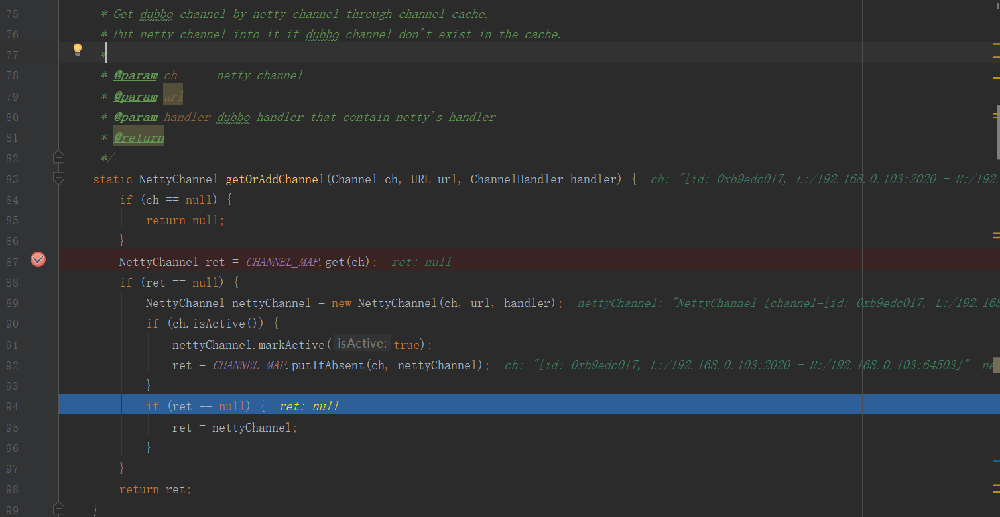 75 * Get dubbo channel by netty channel through channel cache.
76 * Put netty channel into it if dubbo channel don't exist in the cache.
77 *
78 * @param ch netty channel
79 * @param url
80 * @param handler dubbo handler that contain netty's handler
81 * @return
82 */
83 static NettyChannel getOrAddChannel(Channel ch, URL url, ChannelHandler handler) { ch: "[id: 0xb9edc017, L:/192.168.0.103:2020 - R:/192.
84 if (ch == null) {
85 return null;
86 }
87 NettyChannel ret = CHANNEL_MAP.get(ch); ret: null
88 if (ret == null) {
89 NettyChannel nettyChannel = new NettyChannel(ch, url, handler); nettyChannel: "NettyChannel [channel=[id: 0xb9edc017, L:/192.168
90 if (ch.isActive()) {
91 nettyChannel.markActive( isActive: true);
92 ret = CHANNEL_MAP.putIfAbsent(ch, nettyChannel); ch: "[id: 0xb9edc017, L:/192.168.0.103:2020 - R:/192.168.0.103:64503]" ne
93 }
94 if (ret == null) { ret: null
95 ret = nettyChannel;
96 }
97 }
98 return ret;
99 }